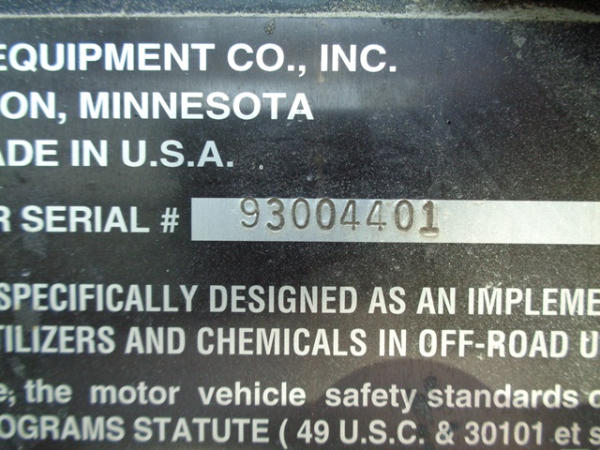 EQUIPMENT CO., INC.
ON, MINNESOTA
ADE IN U.S.A.
R SERIAL # 93004401
SPECIFICALLY DESIGNED AS AN IMPLEME
TILIZERS AND CHEMICALS IN OFF-ROAD U
e, the motor vehicle safety standards o
OGRAMS STATUTE ( 49 U.S.C. & 30101 et s